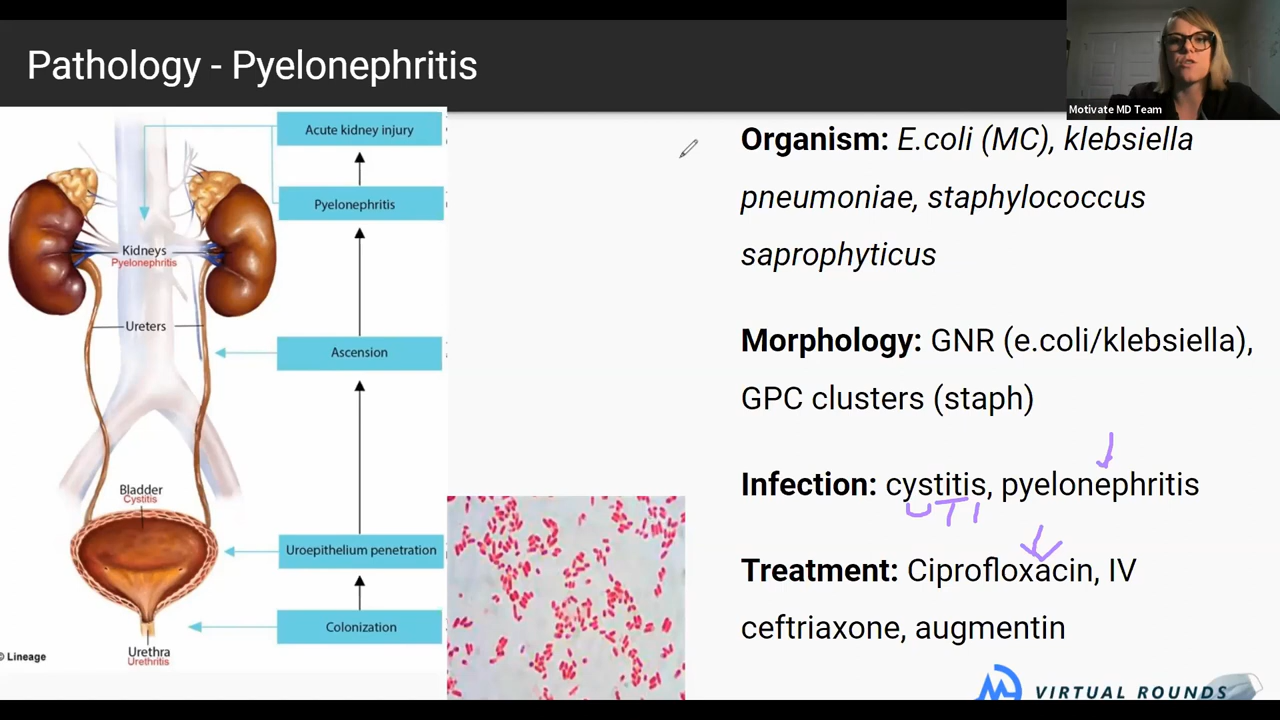 Pathology - Pyelonephritis
Motivate MD Team
Acute kidney injury
Pyelonephritis
Kidneys
Pyelonephritis
Ureters
Ascension
Bladder
Cystitis
Uroepithelium penetration
Colonization
Urethra
Urethritis
© Lineage
Organism: E.coli (MC), klebsiella
pneumoniae, staphylococcus
saprophyticus
Morphology: GNR (e.coli/klebsiella),
GPC clusters (staph)
Infection: cystitis, pyelonephritis
UTI
Treatment: Ciprofloxacin, IV
ceftriaxone, augmentin
VIRTUAL ROUNDS